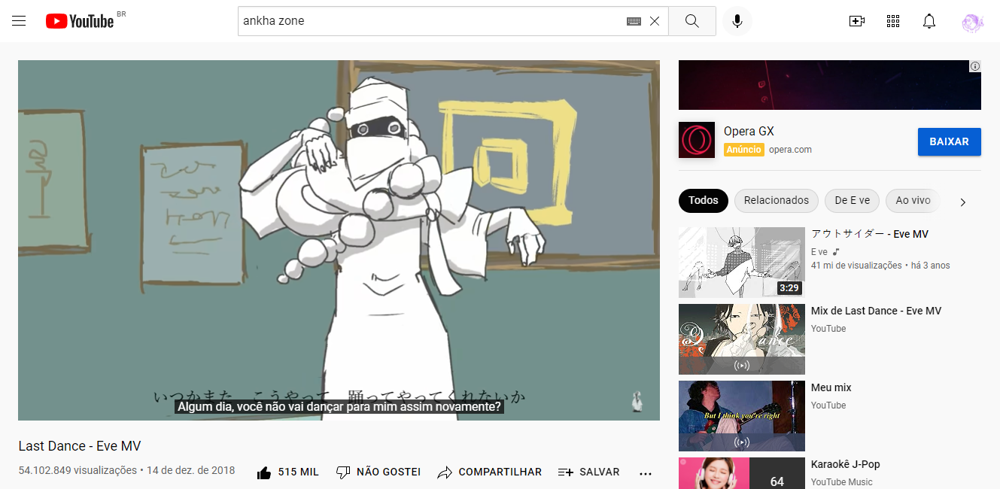 YouTube BR
ankha zone
いつかまた こうやって 踊ってやってくれないか
Algum dia, você não vai dançar para mim assim novamente?
Last Dance - Eve MV
54.102.849 visualizações • 14 de dez. de 2018
515 MIL
NÃO GOSTEI
COMPARTILHAR
SALVAR
Opera GX
Anúncio opera.com
BAIXAR
Todos
Relacionados
De E ve
Ao vivo
アウトサイダー - Eve MV
E ve
41 mi de visualizações • há 3 anos
3:29
Mix de Last Dance - Eve MV
YouTube
Meu mix
YouTube
But I think you're right
Karaokê J-Pop
YouTube Music
64